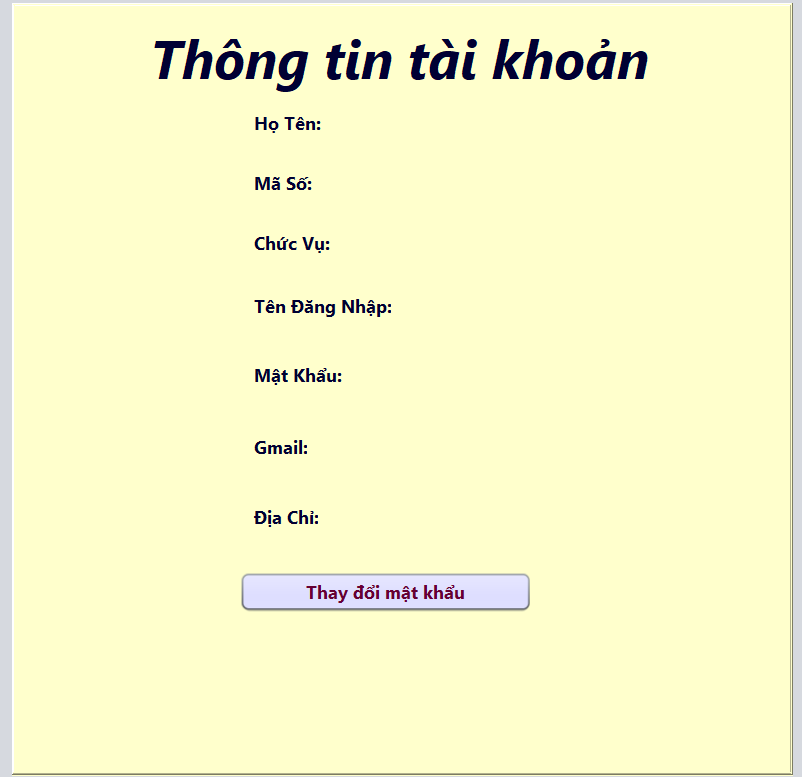 Thông tin tài khoản
Họ Tên:
Mã Số:
Chức Vụ:
Tên Đăng Nhập:
Mật Khẩu:
Gmail:
Địa Chỉ:
Thay đổi mật khẩu